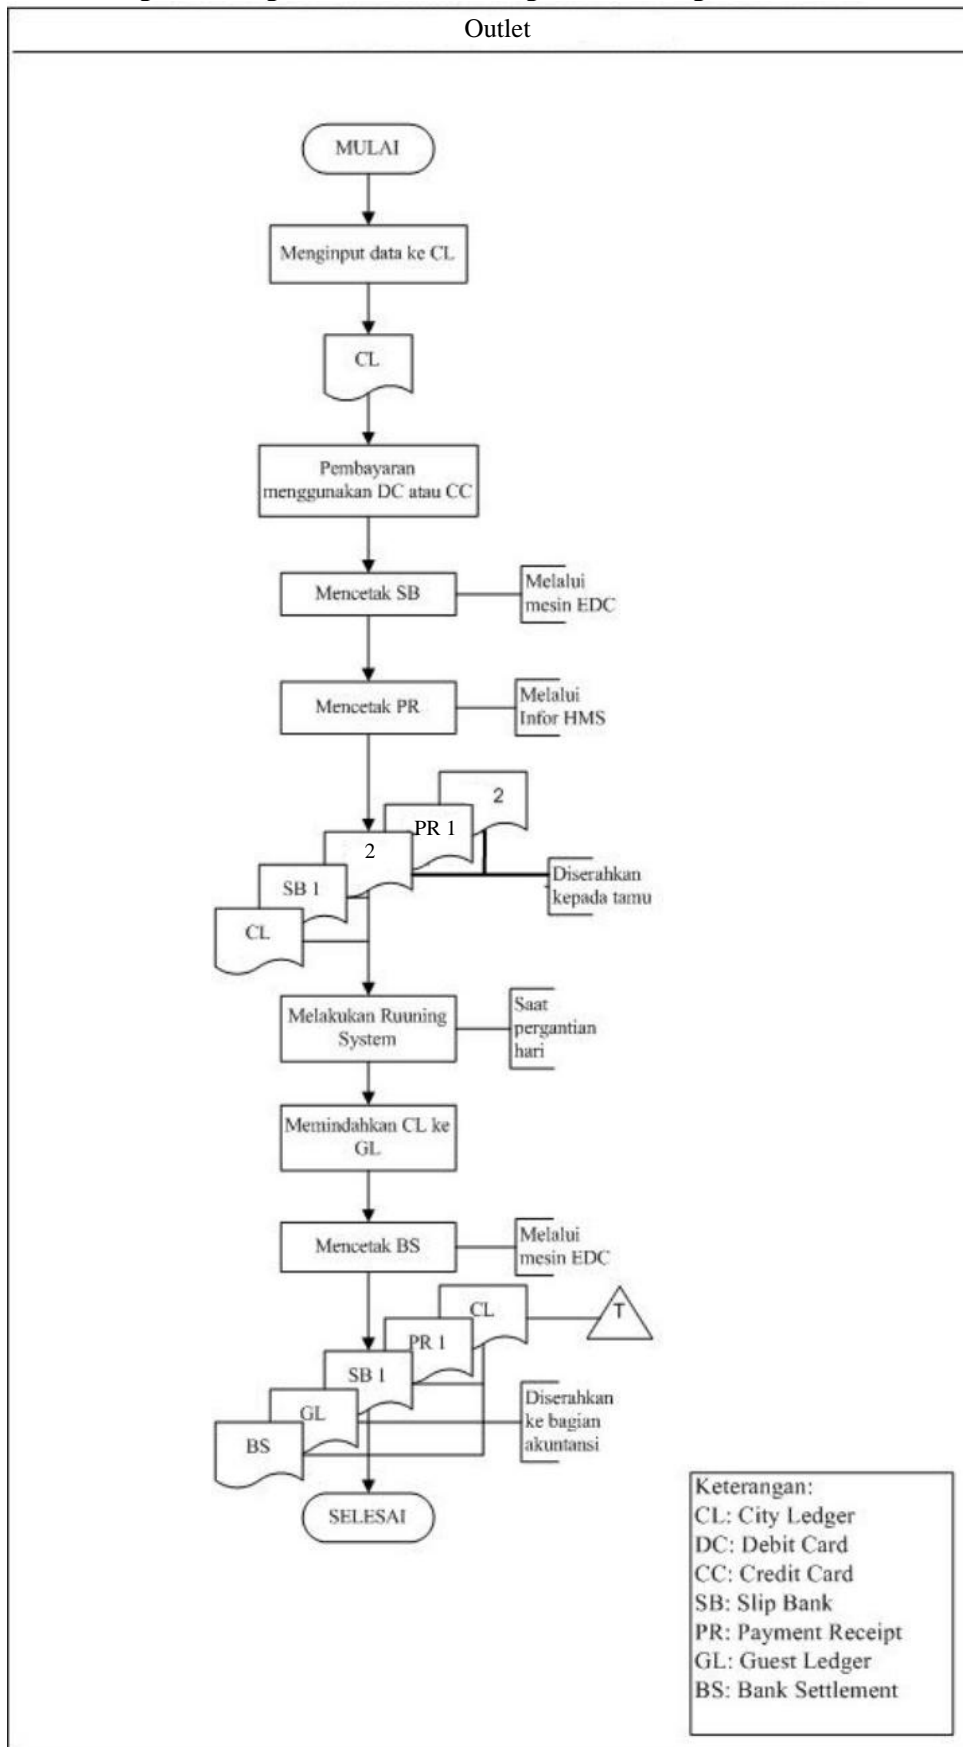 Outlet
MULAI
Menginput data ke CL
CL
Pembayaran
menggunakan DC atau CC
Mencetak SB
Melalui
mesin EDC
Mencetak PR
Melalui
Infor HMS
2
PR 1
2
SB 1
CL
Diserahkan
kepada tamu
Melakukan Ruuning
System
Saat
pergantian
hari
Memindahkan CL ke
GL
Mencetak BS
Melalui
mesin EDC
CL
T
PR 1
SB 1
GL
BS
Diserahkan
ke bagian
akuntansi
SELESAI
Keterangan:
CL: City Ledger
DC: Debit Card
CC: Credit Card
SB: Slip Bank
PR: Payment Receipt
GL: Guest Ledger
BS: Bank Settlement